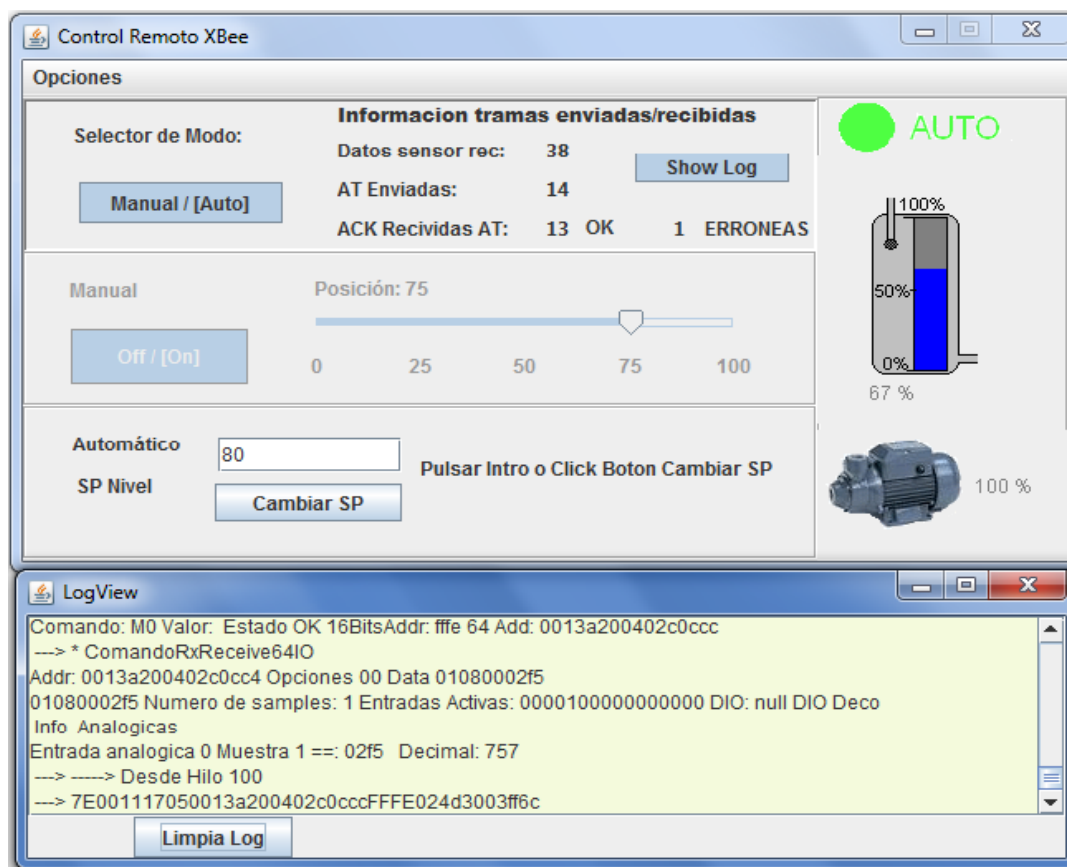 Control Remoto XBee
Opciones
Selector de Modo:
Manual / [Auto]
Informacion tramas enviadas/recibidas
Datos sensor rec: 38
Show Log
AT Enviadas: 14
ACK Recividas AT: 13 OK 1 ERRONEAS
AUTO
100%
50%
0%
67 %
100 %
Manual
Off / [On]
Posición: 75
0 25 50 75 100
Automático
SP Nivel
80
Cambiar SP
Pulsar Intro o Click Boton Cambiar SP
LogView
Comando: M0 Valor: Estado OK 16BitsAddr: fffe 64 Add: 0013a200402c0ccc
---> * ComandoRxReceive64IO
Addr: 0013a200402c0cc4 Opciones 00 Data 01080002f5
01080002f5 Numero de samples: 1 Entradas Activas: 0000100000000000 DIO: null DIO Deco
Info Analogicas
Entrada analogica 0 Muestra 1 ==: 02f5 Decimal: 757
---> -----> Desde Hilo 100
---> 7E001117050013a200402c0cccFFFE024d3003ff6c
Limpia Log